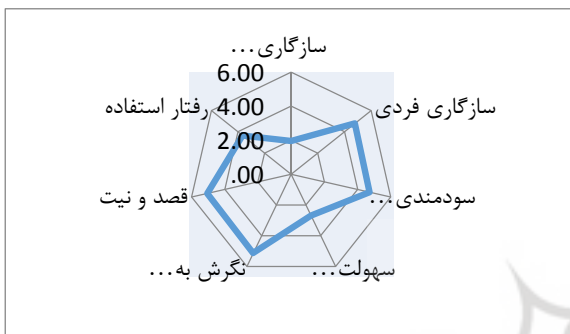 سازگاری...
6.00
سازگاری فردی
رفتار استفاده
4.00
2.00
.00
سودمندی...
قصد و نیت
سهولت...
نگرش به...